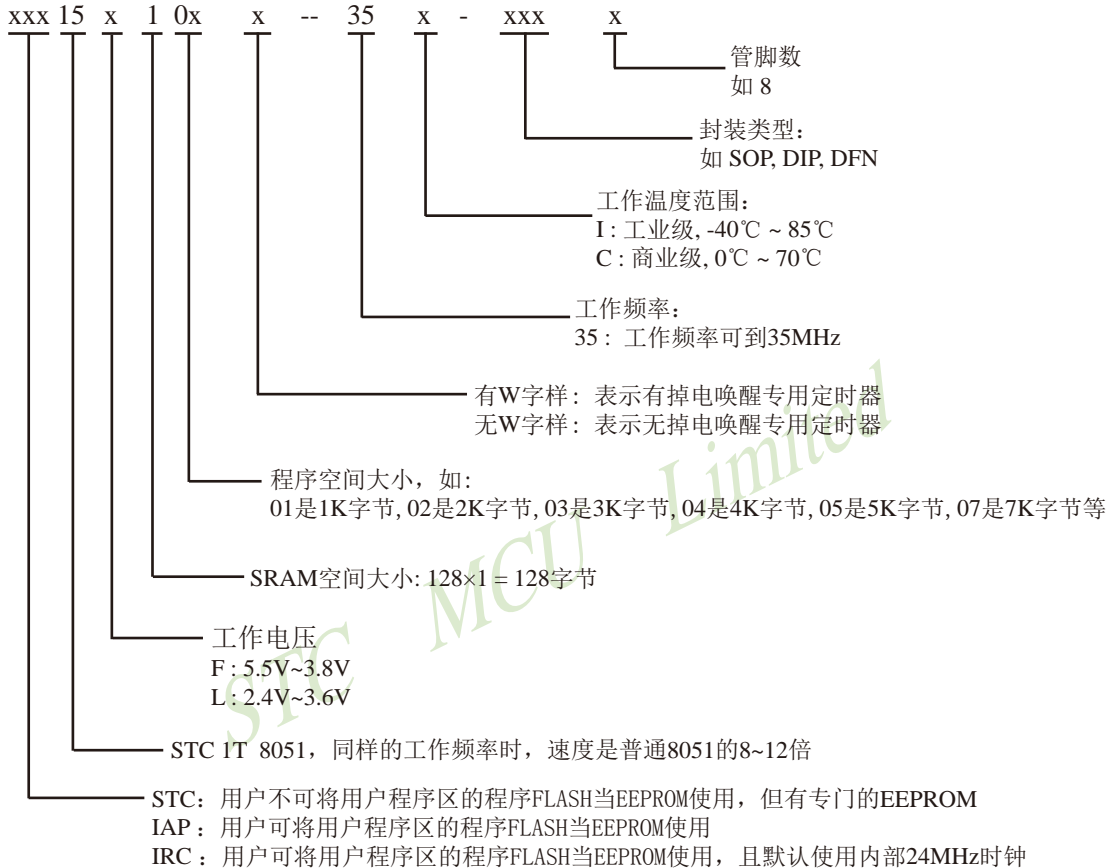 xxx 15 x 1 0x x -- 35 x - xxx x
管脚数
如 8
封装类型：
如 SOP, DIP, DFN
工作温度范围：
I : 工业级, -40℃ ~ 85℃
C : 商业级, 0℃ ~ 70℃
工作频率：
35 : 工作频率可到35MHz
有W字样： 表示有掉电唤醒专用定时器
无W字样： 表示无掉电唤醒专用定时器
程序空间大小，如：
01是1K字节, 02是2K字节, 03是3K字节, 04是4K字节, 05是5K字节, 07是7K字节等
SRAM空间大小: 128×1 = 128字节
工作电压
F : 5.5V~3.8V
L : 2.4V~3.6V
STC 1T 8051，同样的工作频率时，速度是普通8051的8~12倍
STC：用户不可将用户程序区的程序FLASH当EEPROM使用，但有专门的EEPROM
IAP：用户可将用户程序区的程序FLASH当EEPROM使用
IRC：用户可将用户程序区的程序FLASH当EEPROM使用，且默认使用内部24MHz时钟
STC MCU Limited